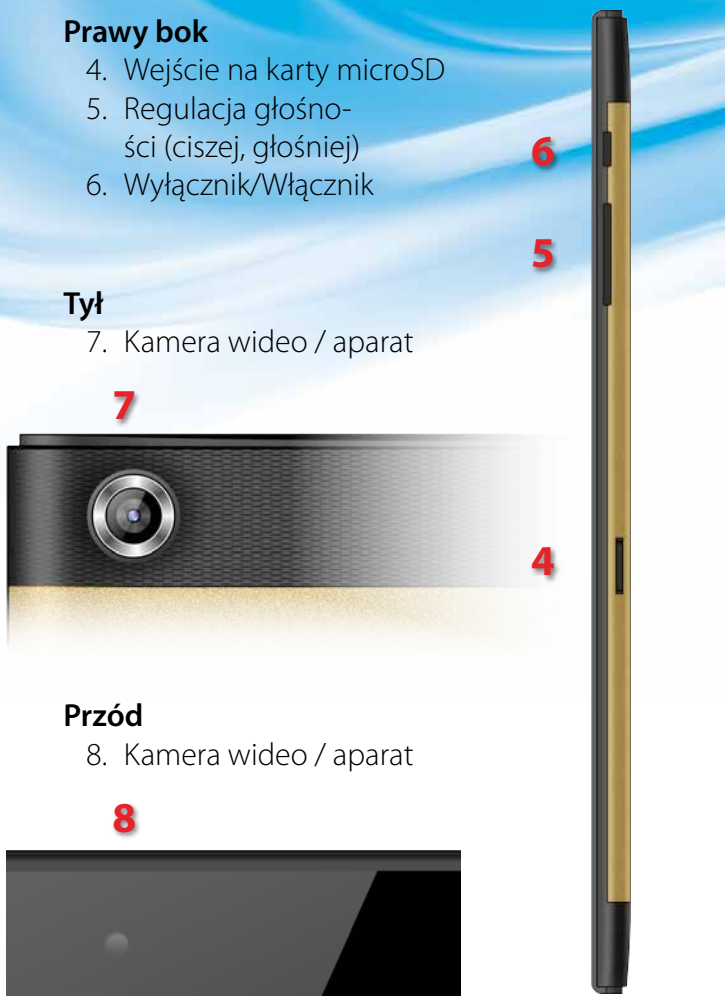 Prawy bok
4. Wejście na karty microSD
5. Regulacja głośno-
ści (ciszej, głośniej)
6. Wyłącznik/Włącznik
6
5
Tył
7. Kamera wideo / aparat
7
4
Przód
8. Kamera wideo / aparat
8